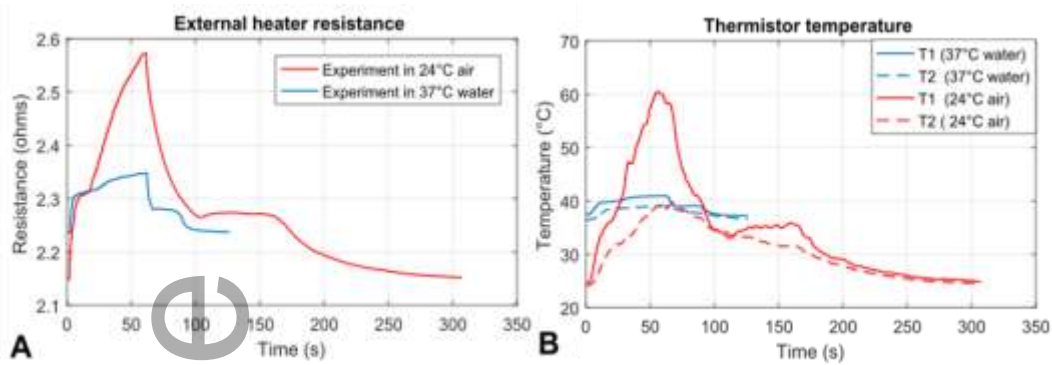 External heater resistance
2.6
2.5
2.4
2.3
2.2
2.1
Resistance (ohms)
Experiment in 24°C air
Experiment in 37°C water
0 50 100 150 200 250 300 350
Time (s)
A
Thermistor temperature
70
60
50
40
30
20
Temperature (°C)
T1 (37°C water)
T2 (37°C water)
T1 (24°C air)
T2 ( 24°C air)
0 50 100 150 200 250 300 350
Time (s)
B